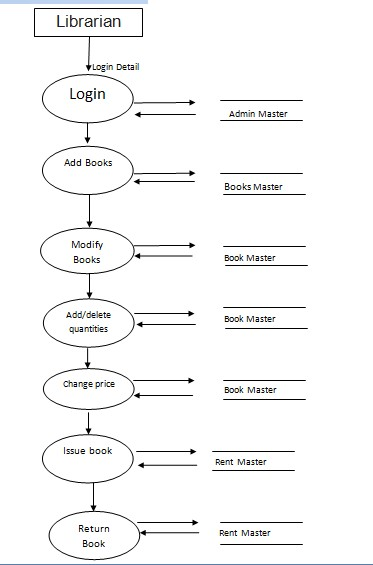 Librarian
Login Detail
Login
Admin Master
Add Books
Books Master
Modify
Books
Book Master
Add/delete
quantities
Book Master
Change price
Book Master
Issue book
Rent Master
Return
Book
Rent Master